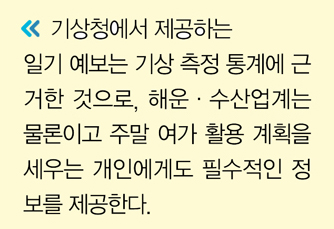 ≪ 기상청에서 제공하는
일기 예보는 기상 측정 통계에 근
거한 것으로, 해운·수산업계는
물론이고 주말 여가 활용 계획을
세우는 개인에게도 필수적인 정
보를 제공한다.